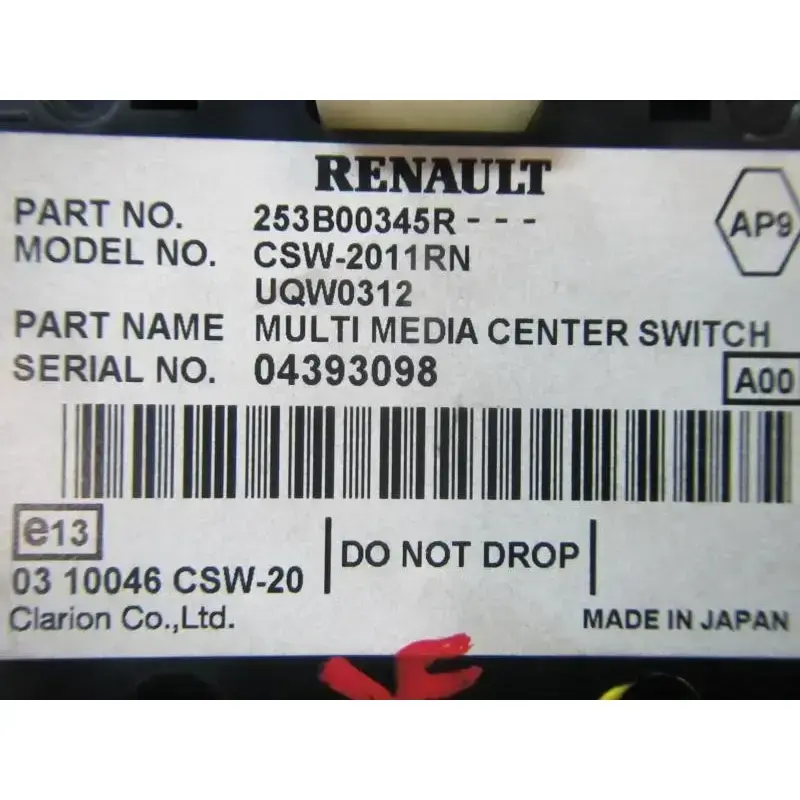 RENAULT
PART NO. 253B00345R - - -
AP9
MODEL NO. CSW-2011RN
UQW0312
PART NAME MULTI MEDIA CENTER SWITCH
SERIAL NO. 04393098
A00
e13
DO NOT DROP
03 10046 CSW-20
Clarion Co.,Ltd.
MADE IN JAPAN